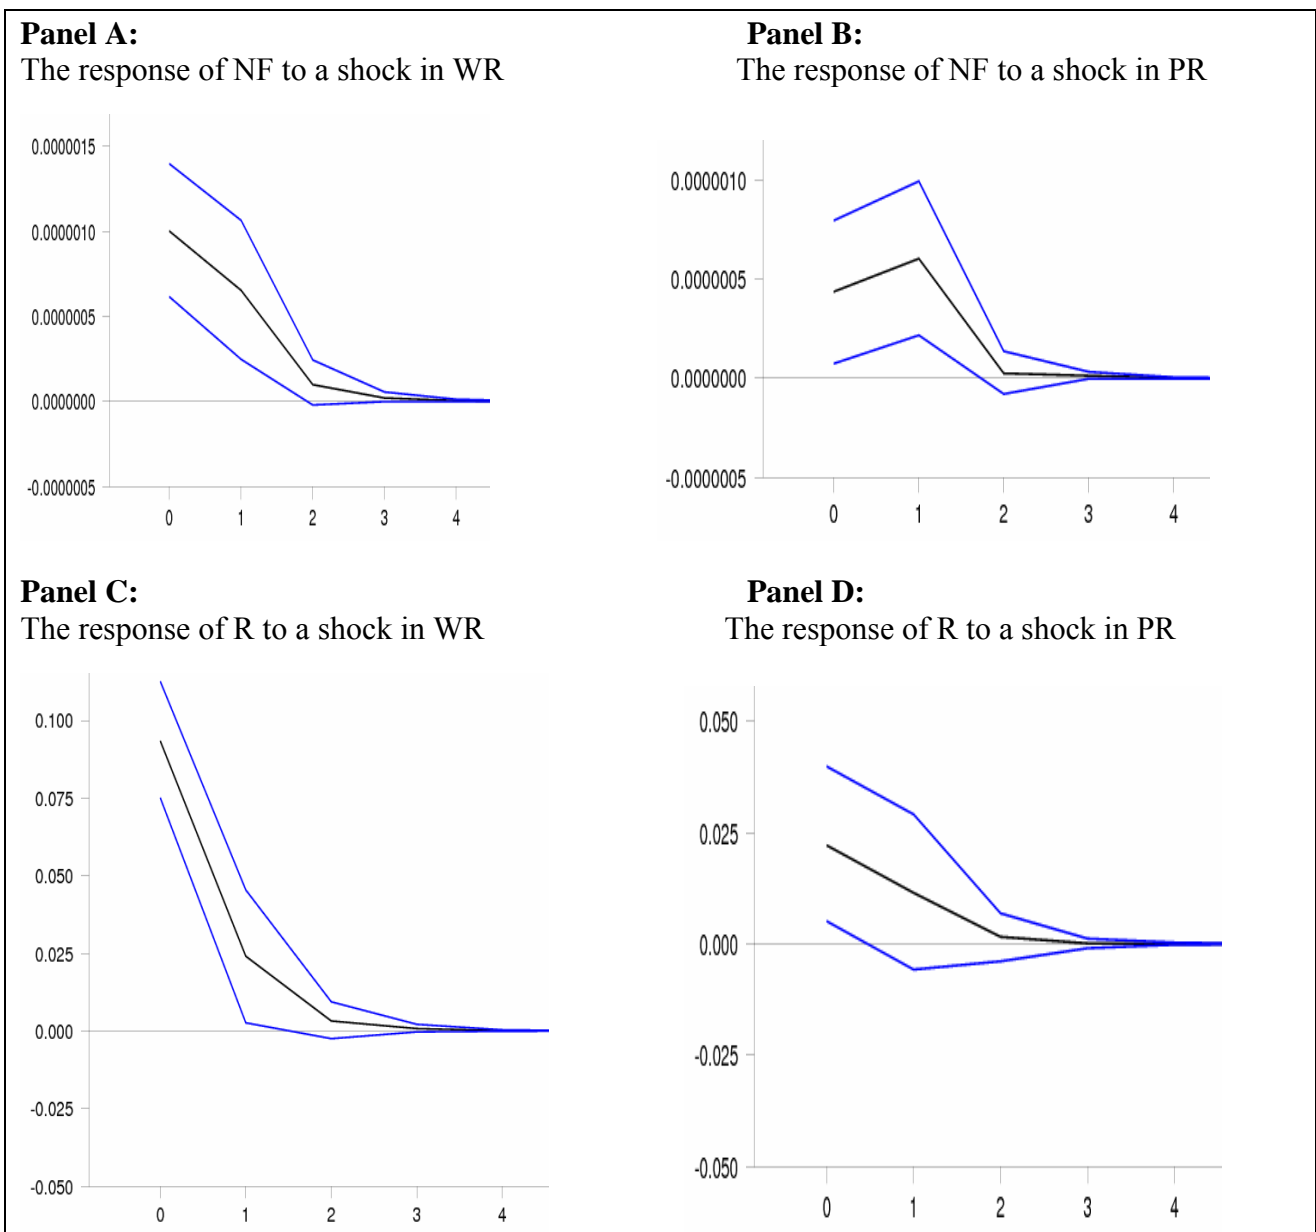 Panel A:
The response of NF to a shock in WR
0.0000015
0.0000010
0.0000005
0.0000000
-0.0000005
0 1 2 3 4
Panel B:
The response of NF to a shock in PR
0.0000010
0.0000005
0.0000000
-0.0000005
0 1 2 3 4
Panel C:
The response of R to a shock in WR
0.100
0.075
0.050
0.025
0.000
-0.025
-0.050
0 1 2 3 4
Panel D:
The response of R to a shock in PR
0.050
0.025
0.000
-0.025
-0.050
0 1 2 3 4